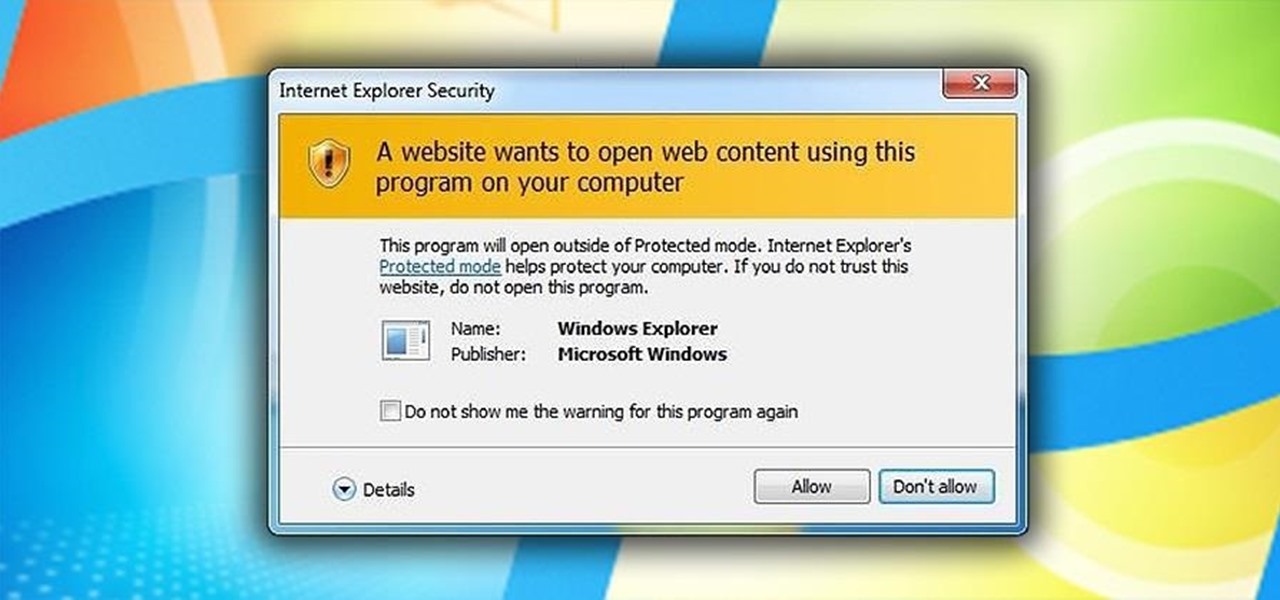 Internet Explorer Security
A website wants to open web content using this
program on your computer
This program will open outside of Protected mode. Internet Explorer's
Protected mode helps protect your computer. If you do not trust this
website, do not open this program.
Name: Windows Explorer
Publisher: Microsoft Windows
Do not show me the warning for this program again
Details
Allow
Don't allow